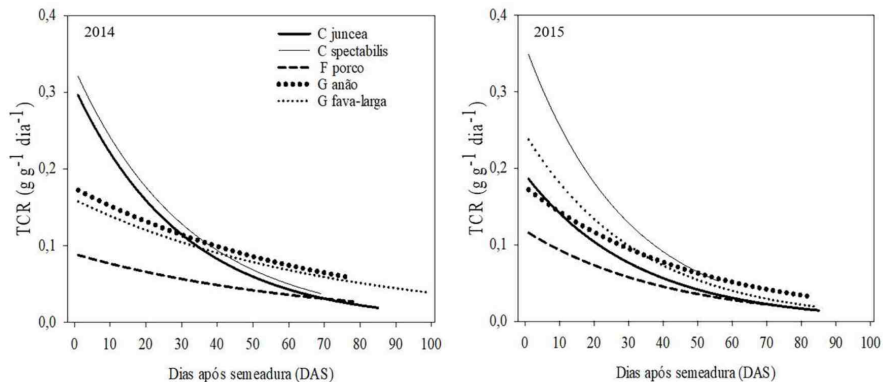 2014
C juncea
C spectabilis
F porco
G anão
G fava-larga
TCR (g g⁻¹ dia⁻¹)
0,4
0,3
0,2
0,1
0,0
0 10 20 30 40 50 60 70 80 90 100
Dias após semeadura (DAS)
2015
TCR (g g⁻¹ dia⁻¹)
0,4
0,3
0,2
0,1
0,0
0 10 20 30 40 50 60 70 80 90 100
Dias após semeadura (DAS)